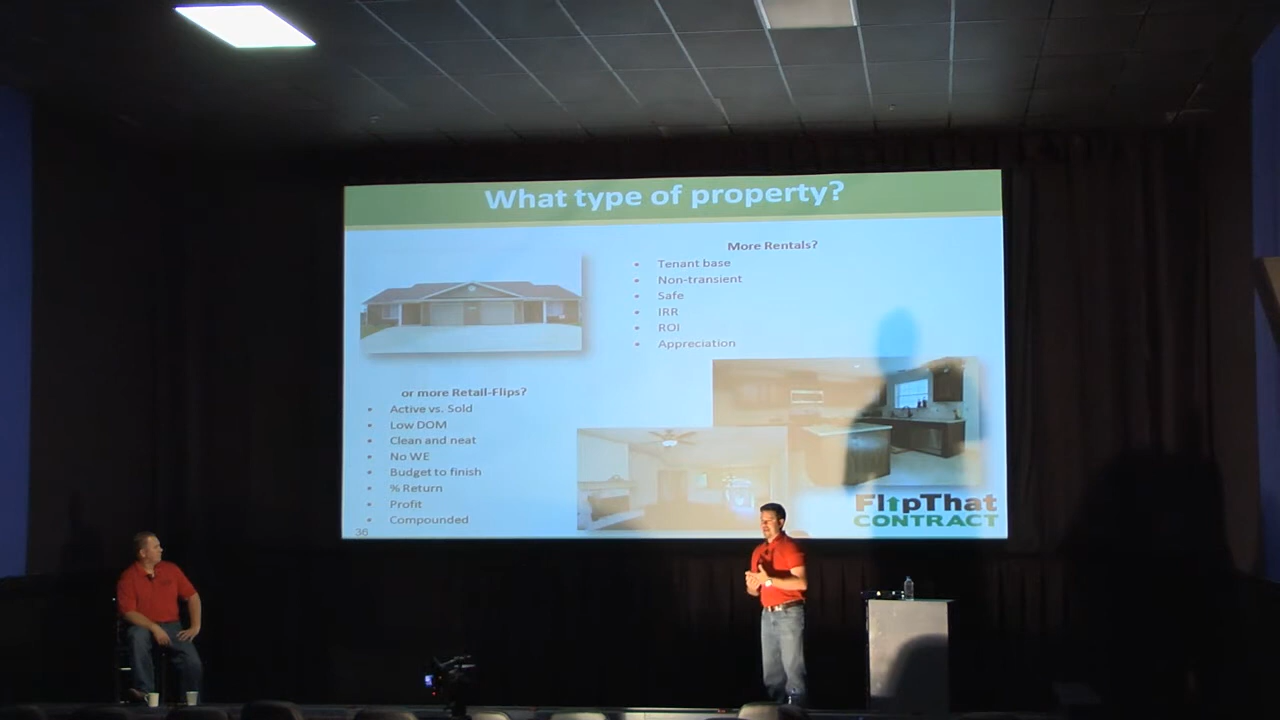 What type of property?
More Rentals?
• Tenant base
• Non-transient
• Safe
• IRR
• ROI
• Appreciation
or more Retail-Flips?
• Active vs. Sold
• Low DOM
• Clean and neat
• No WE
• Budget to finish
• % Return
• Profit
• Compounded
36
FlipThat
CONTRACT